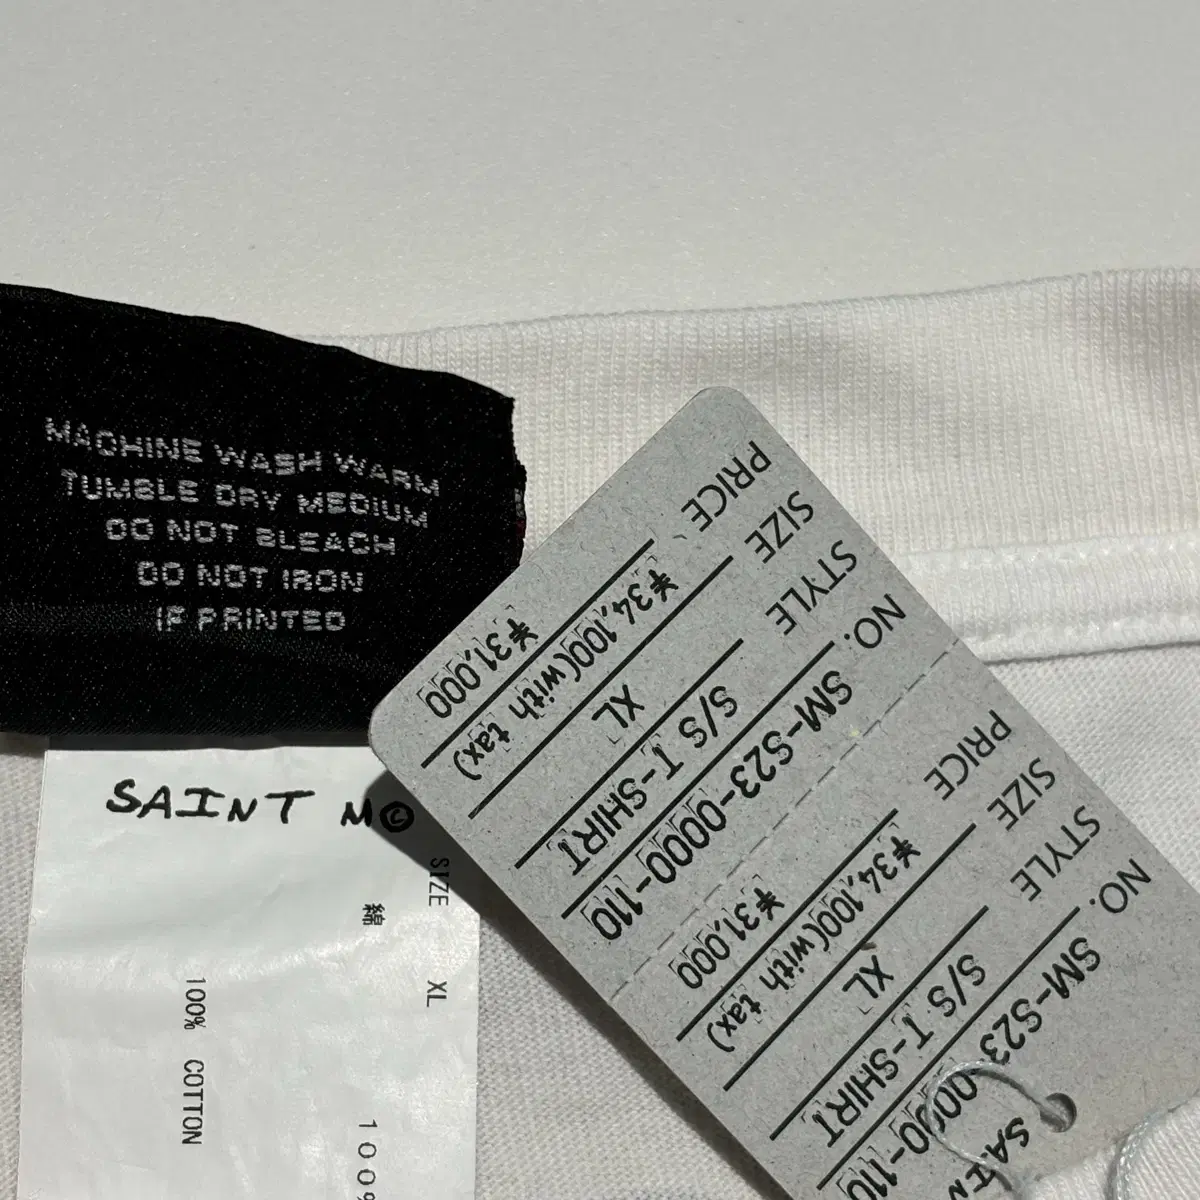 MACHINE WASH WARM
TUMBLE DRY MEDIUM
DO NOT BLEACH
DO NOT IRON
IF PRINTED
SAINT M©
SIZE XL
綿 100%
100% COTTON
NO. SM-S23-0000-110
STYLE S/S T-SHIRT
SIZE XL
PRICE ¥34,100(with tax)
¥31,000
NO. SM-S23-0000-110
STYLE S/S T-SHIRT
SIZE XL
PRICE ¥34,100(with tax)
¥31,000